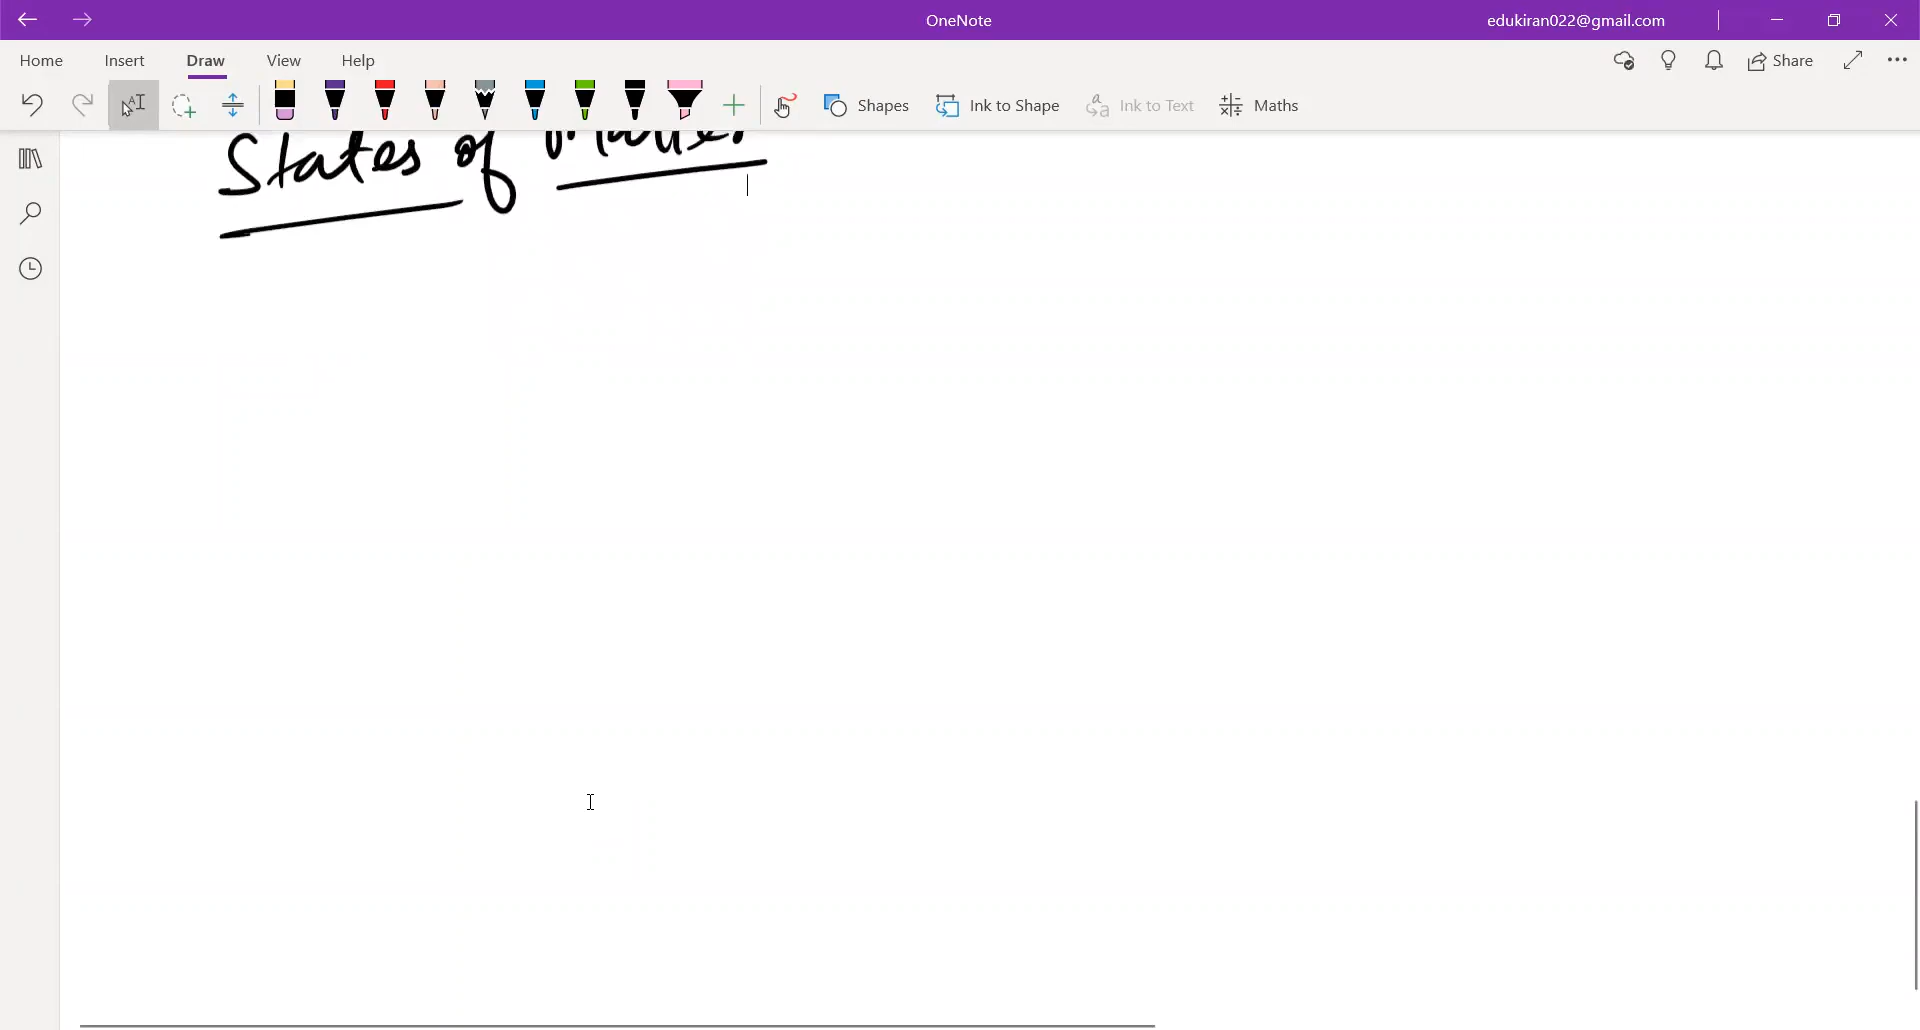 OneNote
edukiran022@gmail.com
Home Insert Draw View Help
Share
Shapes Ink to Shape Ink to Text Maths
States of Matter